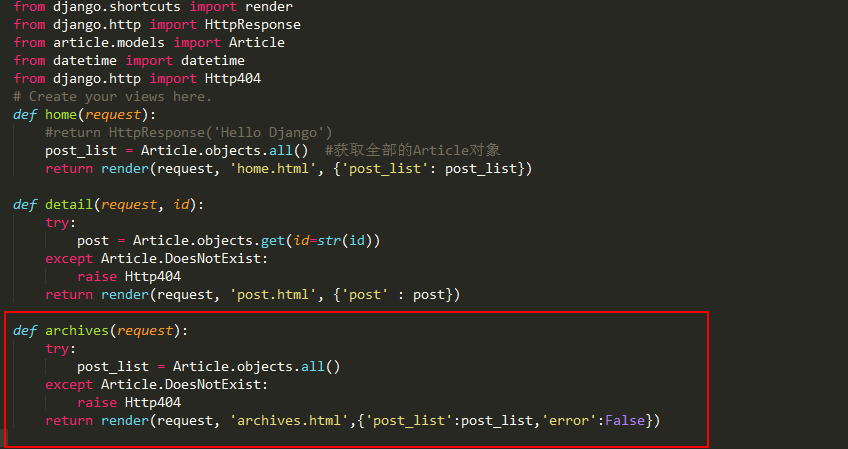 from django.shortcuts import render
from django.http import HttpResponse
from article.models import Article
from datetime import datetime
from django.http import Http404
# Create your views here.
def home(request):
    #return HttpResponse('Hello Django')
    post_list = Article.objects.all()  #获取全部的Article对象
    return render(request, 'home.html', {'post_list': post_list})

def detail(request, id):
    try:
        post = Article.objects.get(id=str(id))
    except Article.DoesNotExist:
        raise Http404
    return render(request, 'post.html', {'post' : post})

def archives(request):
    try:
        post_list = Article.objects.all()
    except Article.DoesNotExist:
        raise Http404
    return render(request, 'archives.html',{'post_list':post_list,'error':False})